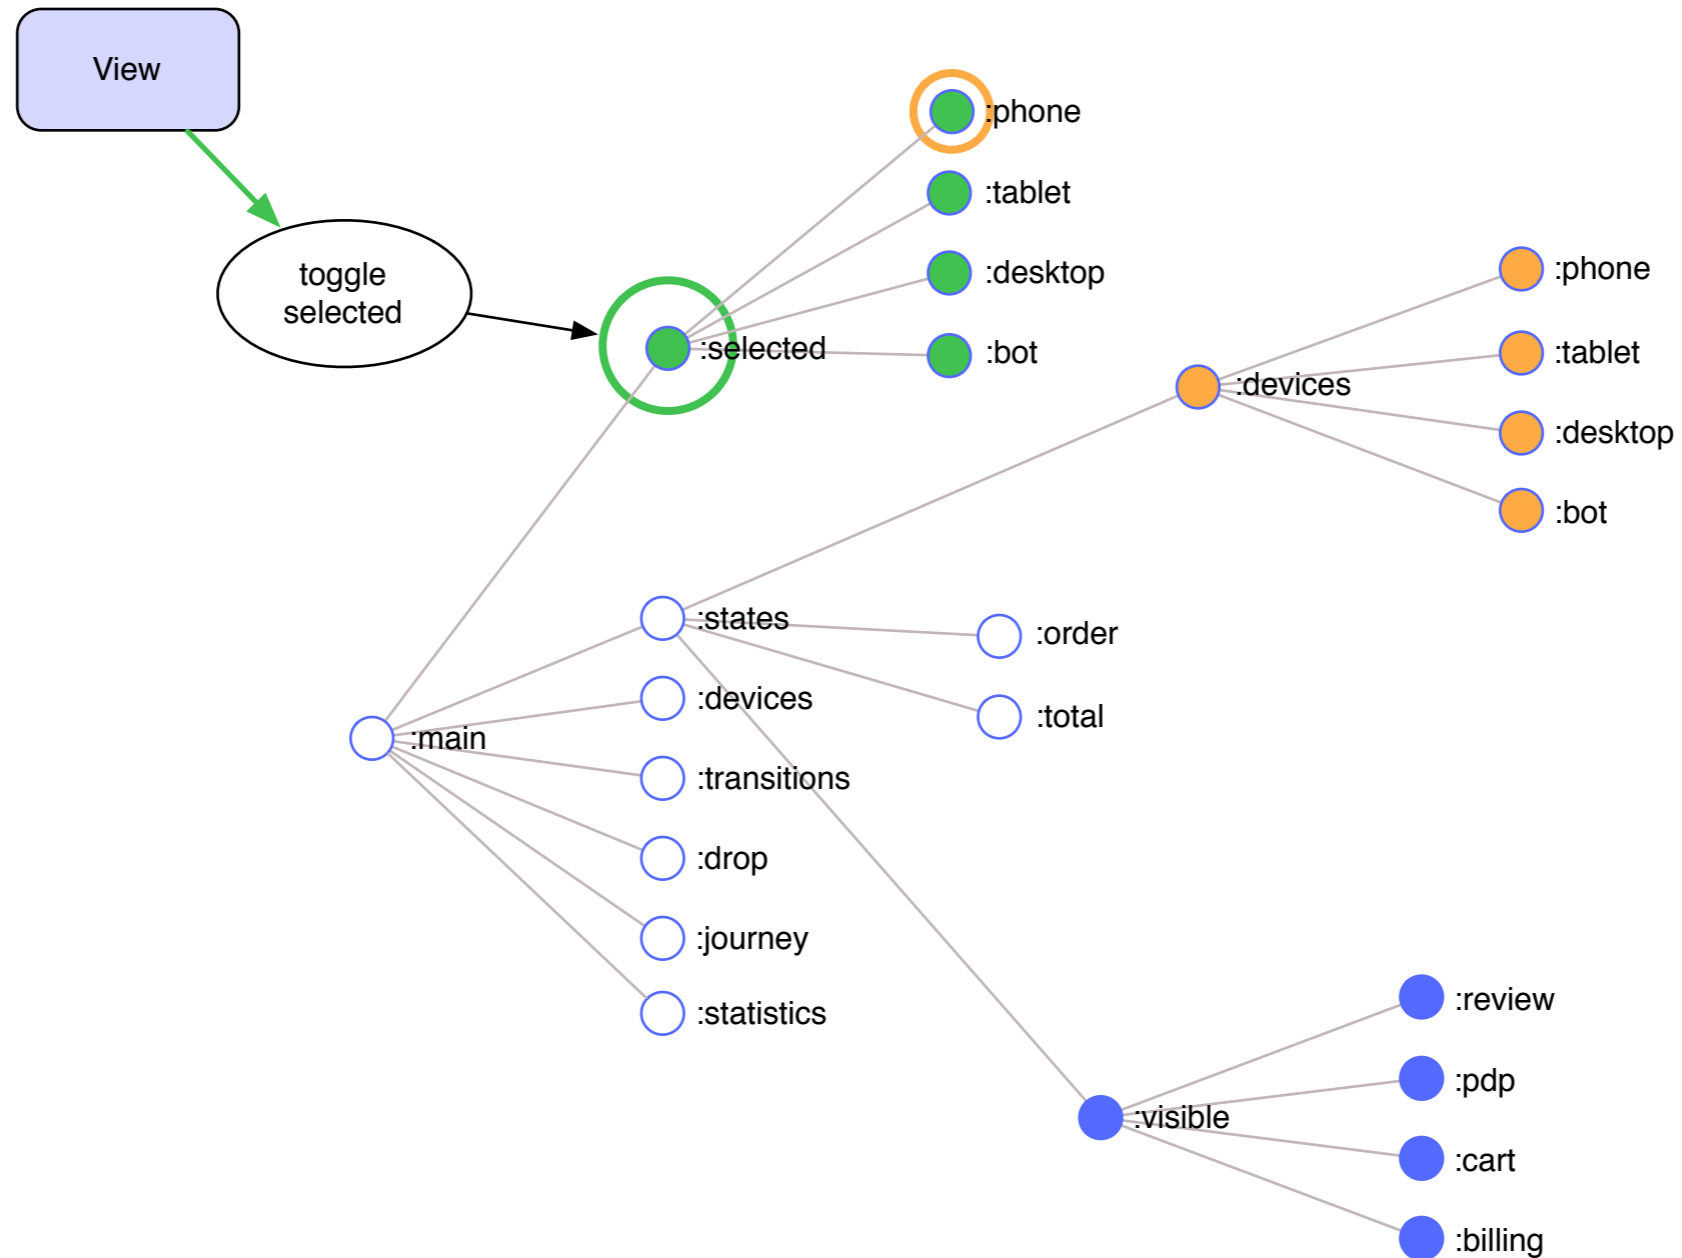 View
toggle
selected
:phone
:tablet
:desktop
:selected
:bot
:phone
:tablet
:devices
:desktop
:bot
:states
:order
:devices
:total
:main
:transitions
:drop
:journey
:statistics
:review
:pdp
:visible
:cart
:billing